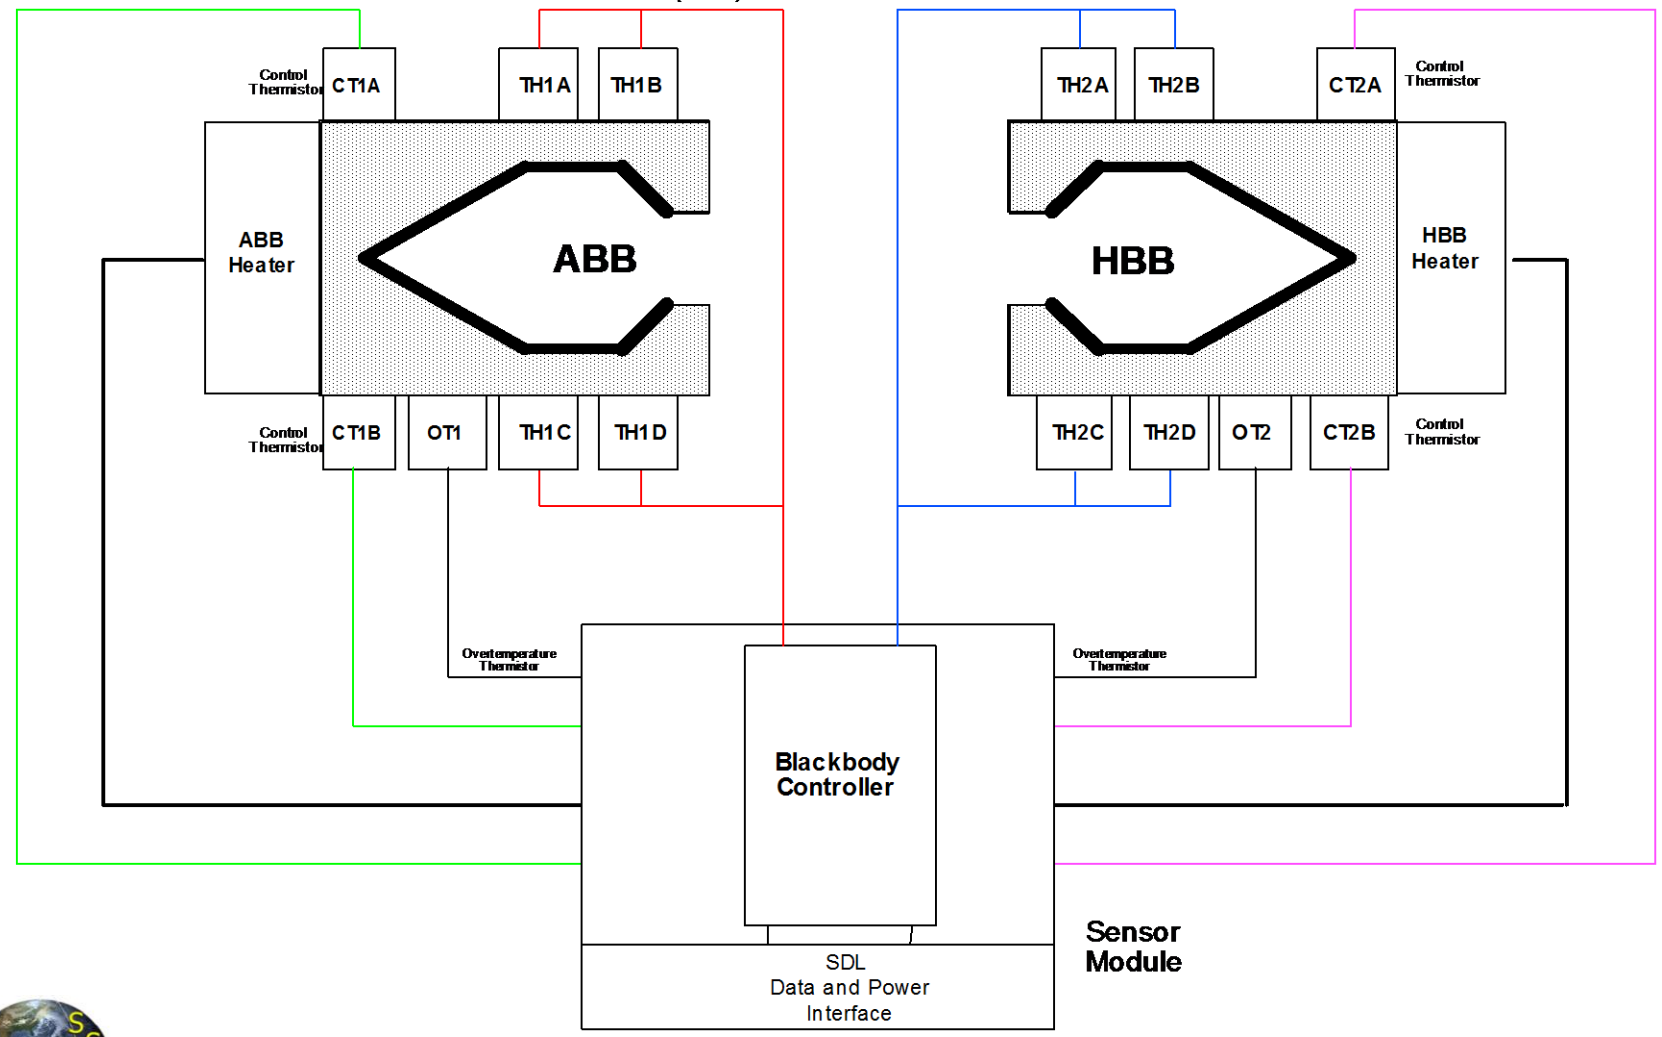 Control
Thermistor
CT1A
TH1A
TH1B
TH2A
TH2B
CT2A
Control
Thermistor
ABB
Heater
ABB
HBB
HBB
Heater
Control
Thermistor
CT1B
OT1
TH1C
TH1D
TH2C
TH2D
OT2
CT2B
Control
Thermistor
Overtemperature
Thermistor
Overtemperature
Thermistor
Blackbody
Controller
Sensor
Module
SDL
Data and Power
Interface
S